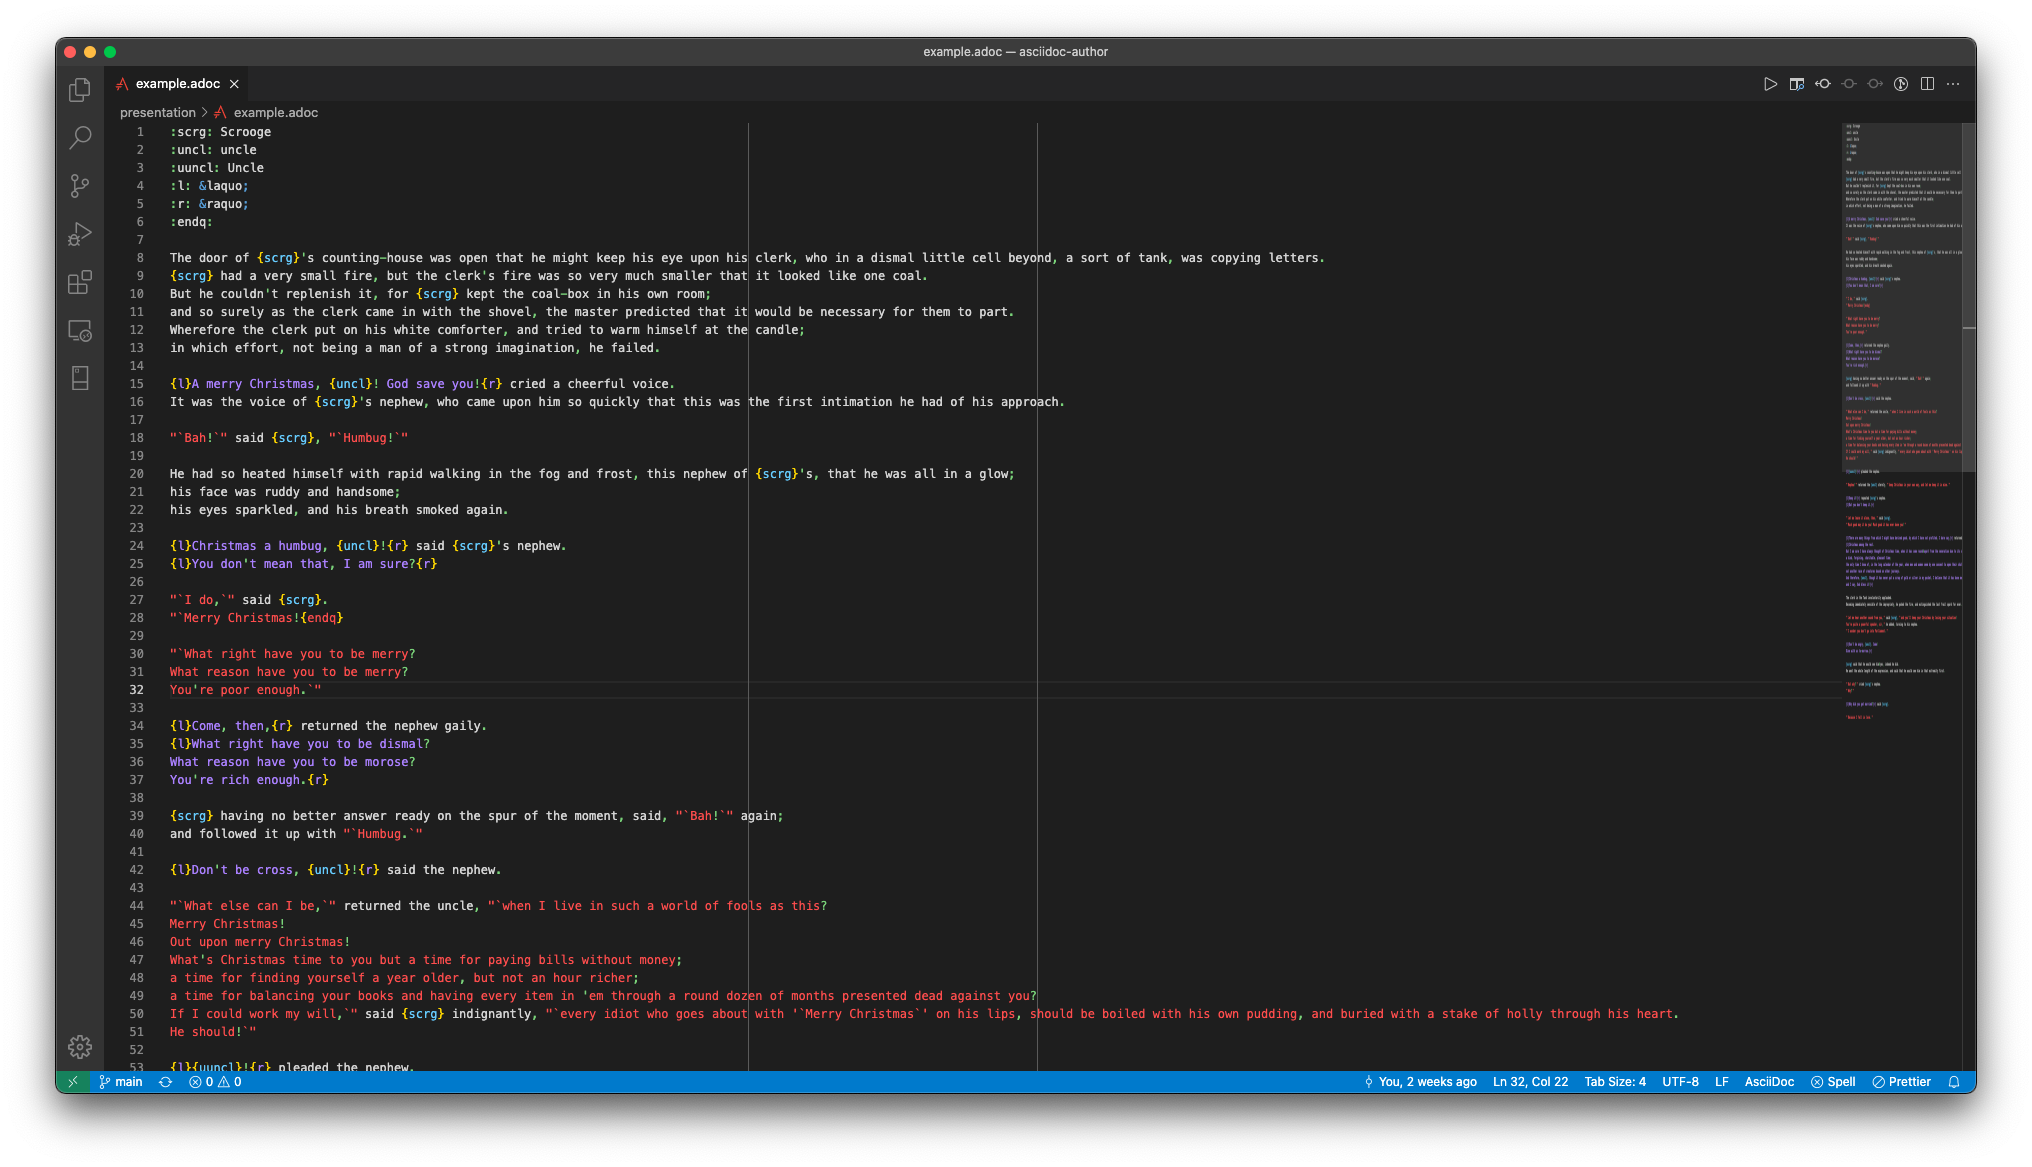 example.adoc — asciidoc-author
example.adoc
presentation > example.adoc
1 :scrg: Scrooge
2 :uncl: uncle
3 :uuncl: Uncle
4 :l: &laquo;
5 :r: &raquo;
6 :endq:
7
8 The door of {scrg}'s counting-house was open that he might keep his eye upon his clerk, who in a dismal little cell beyond, a sort of tank, was copying letters.
9 {scrg} had a very small fire, but the clerk's fire was so very much smaller that it looked like one coal.
10 But he couldn't replenish it, for {scrg} kept the coal-box in his own room;
11 and so surely as the clerk came in with the shovel, the master predicted that it would be necessary for them to part.
12 Wherefore the clerk put on his white comforter, and tried to warm himself at the candle;
13 in which effort, not being a man of a strong imagination, he failed.
14
15 {l}A merry Christmas, {uncl}! God save you!{r} cried a cheerful voice.
16 It was the voice of {scrg}'s nephew, who came upon him so quickly that this was the first intimation he had of his approach.
17
18 "`Bah!`" said {scrg}, "`Humbug!`"
19
20 He had so heated himself with rapid walking in the fog and frost, this nephew of {scrg}'s, that he was all in a glow;
21 his face was ruddy and handsome;
22 his eyes sparkled, and his breath smoked again.
23
24 {l}Christmas a humbug, {uncl}!{r} said {scrg}'s nephew.
25 {l}You don't mean that, I am sure?{r}
26
27 "`I do,`" said {scrg}.
28 "`Merry Christmas!{endq}
29
30 "`What right have you to be merry?
31 What reason have you to be merry?
32 You're poor enough.`"
33
34 {l}Come, then,{r} returned the nephew gaily.
35 {l}What right have you to be dismal?
36 What reason have you to be morose?
37 You're rich enough.{r}
38
39 {scrg} having no better answer ready on the spur of the moment, said, "`Bah!`" again;
40 and followed it up with "`Humbug.`"
41
42 {l}Don't be cross, {uncl}!{r} said the nephew.
43
44 "`What else can I be,`" returned the uncle, "`when I live in such a world of fools as this?
45 Merry Christmas!
46 Out upon merry Christmas!
47 What's Christmas time to you but a time for paying bills without money;
48 a time for finding yourself a year older, but not an hour richer;
49 a time for balancing your books and having every item in 'em through a round dozen of months presented dead against you?
50 If I could work my will,`" said {scrg} indignantly, "`every idiot who goes about with '`Merry Christmas`' on his lips, should be boiled with his own pudding, and buried with a stake of holly through his heart.
51 He should!`"
52
53 {l}{uuncl}!{r} pleaded the nephew.
main 0 0 You, 2 weeks ago Ln 32, Col 22 Tab Size: 4 UTF-8 LF AsciiDoc Spell Prettier